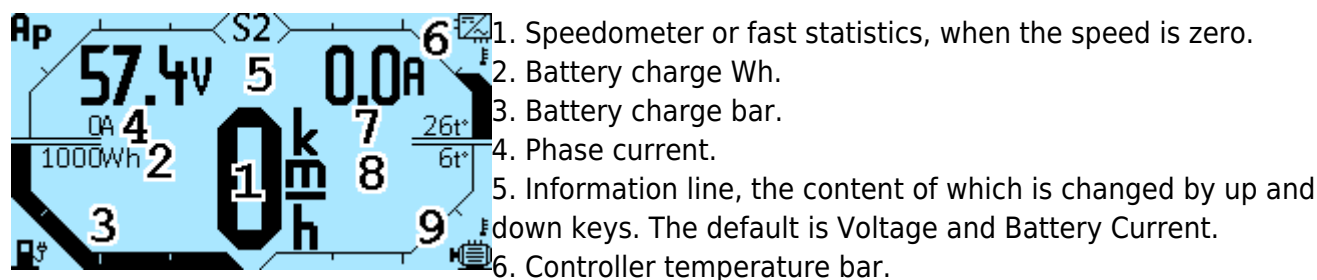 Ap
S2
6
57.4V
5
0.0A
0A
4
7
26t°
1000Wh
2
0
1
km
h
8
6t°
3
9
1. Speedometer or fast statistics, when the speed is zero.
2. Battery charge Wh.
3. Battery charge bar.
4. Phase current.
5. Information line, the content of which is changed by up and
down keys. The default is Voltage and Battery Current.
6. Controller temperature bar.